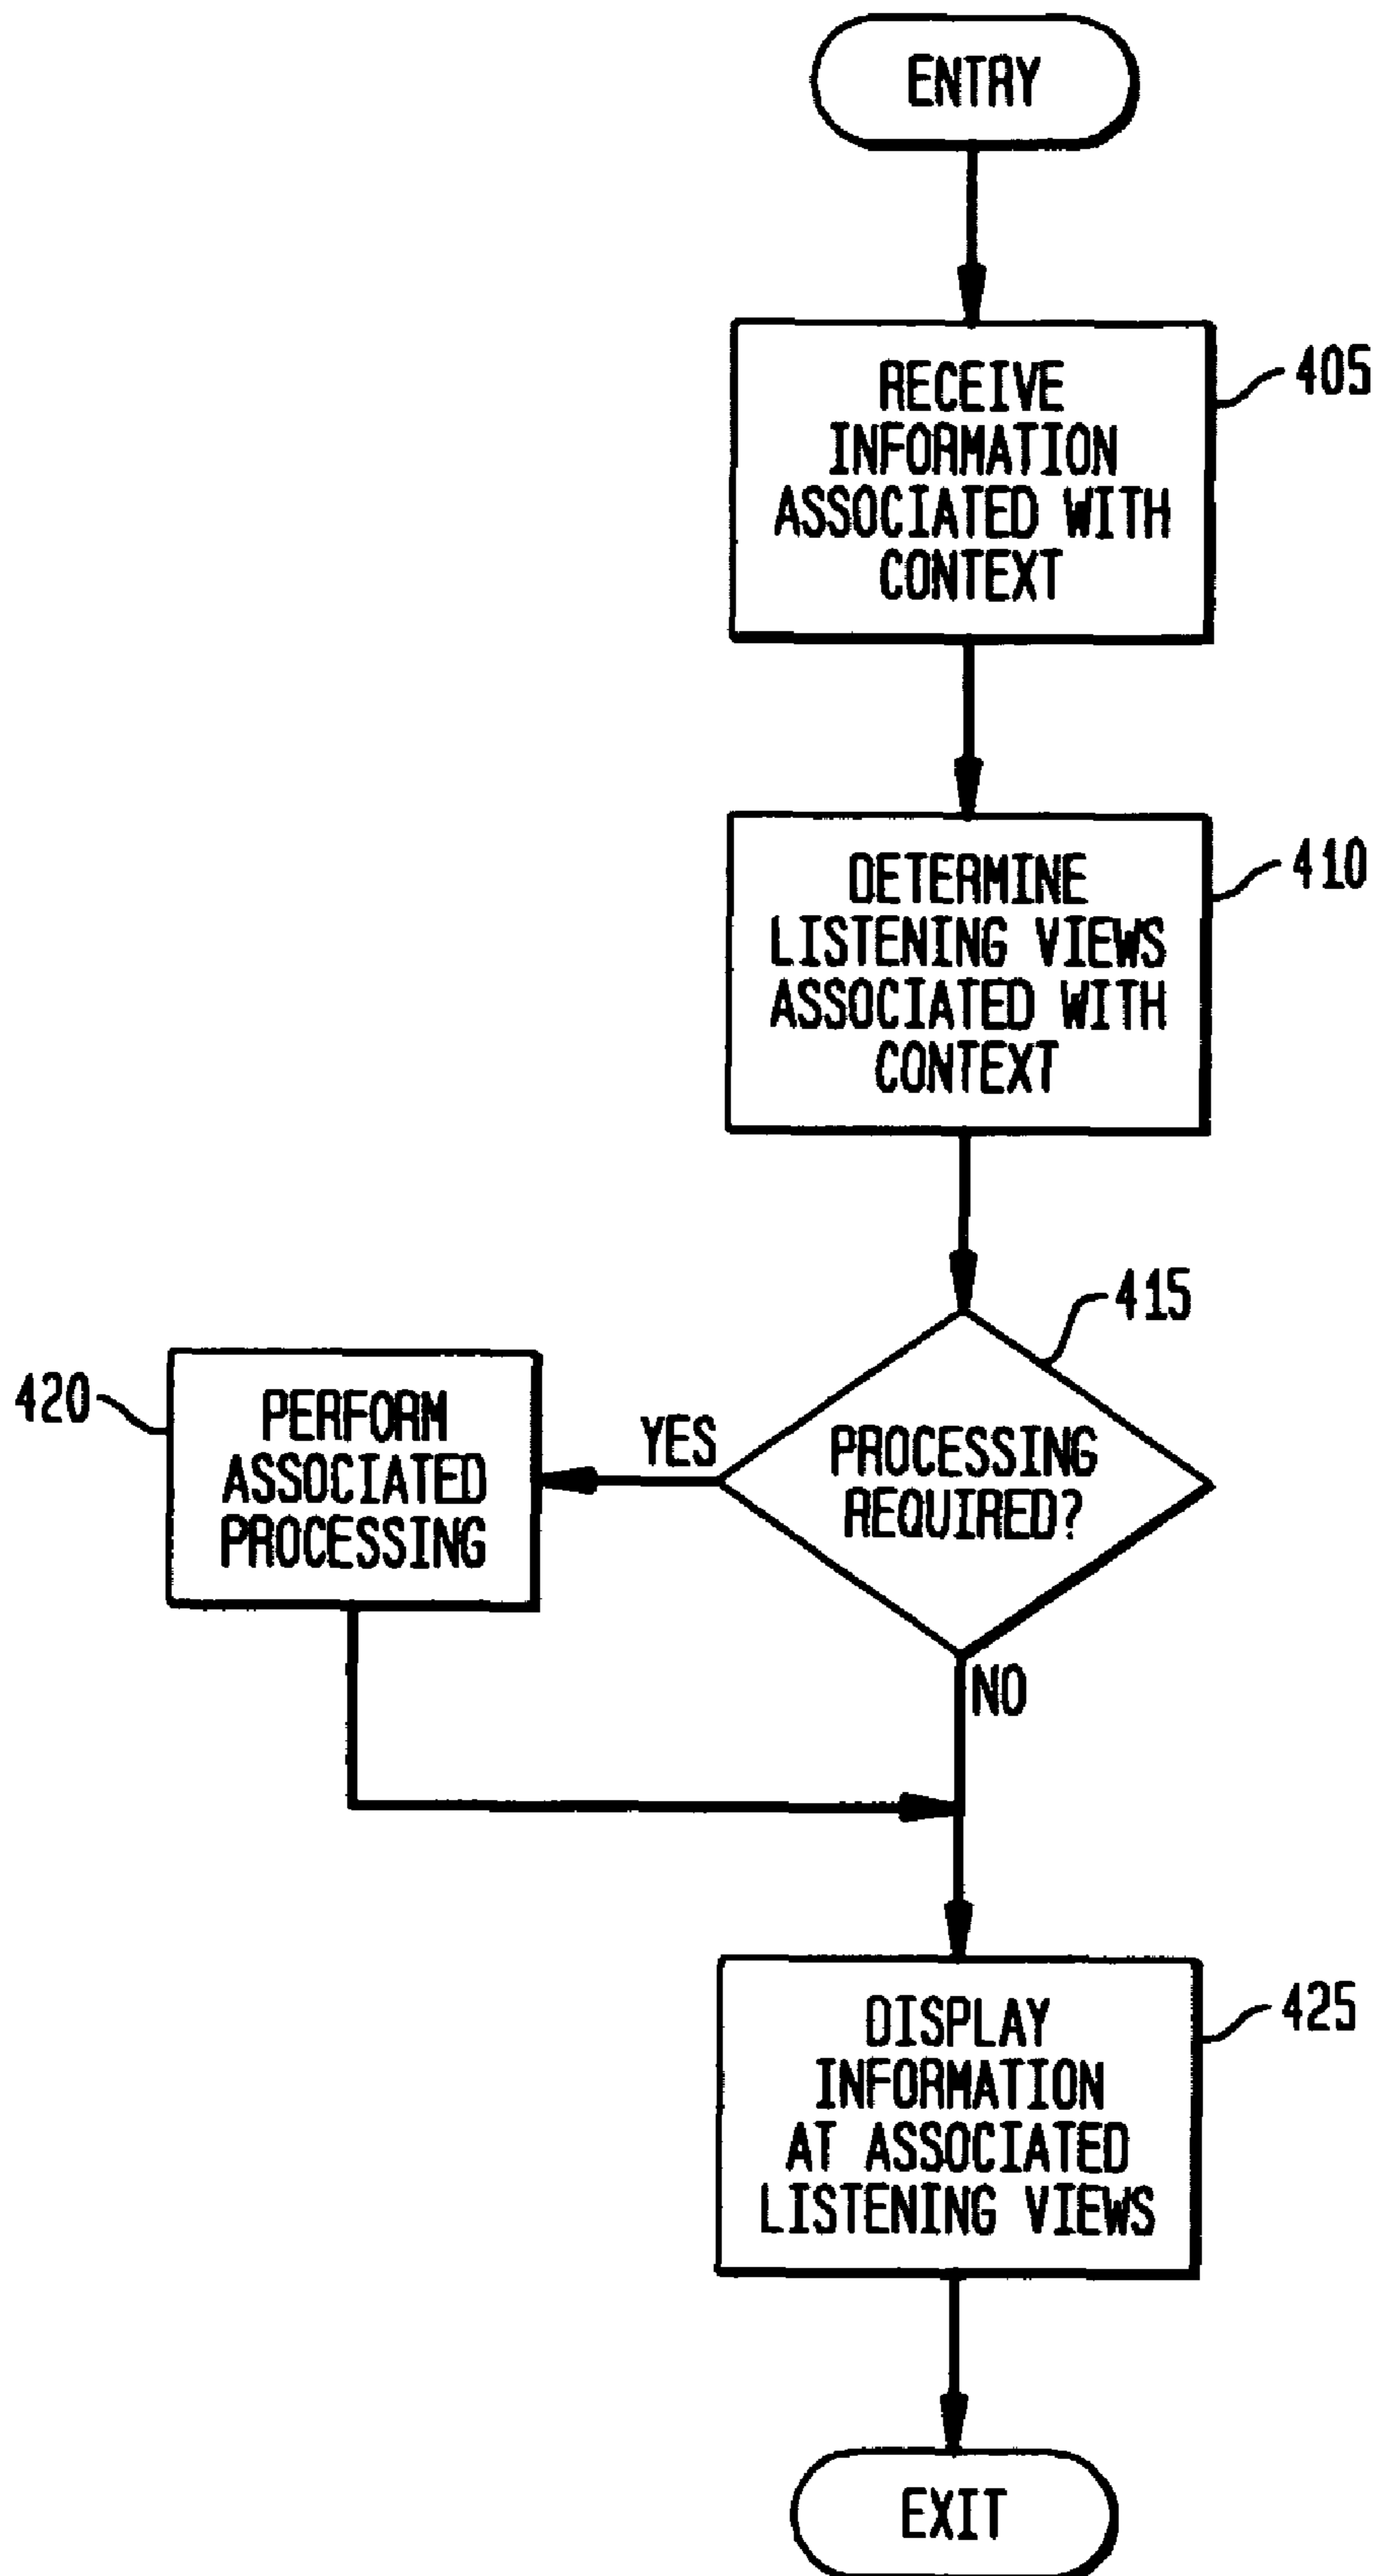 ENTRY
RECEIVE
INFORMATION
ASSOCIATED WITH
CONTEXT
405
DETERMINE
LISTENING VIEWS
ASSOCIATED WITH
CONTEXT
410
415
PROCESSING
REQUIRED?
YES
420
PERFORM
ASSOCIATED
PROCESSING
NO
DISPLAY
INFORMATION
AT ASSOCIATED
LISTENING VIEWS
425
EXIT